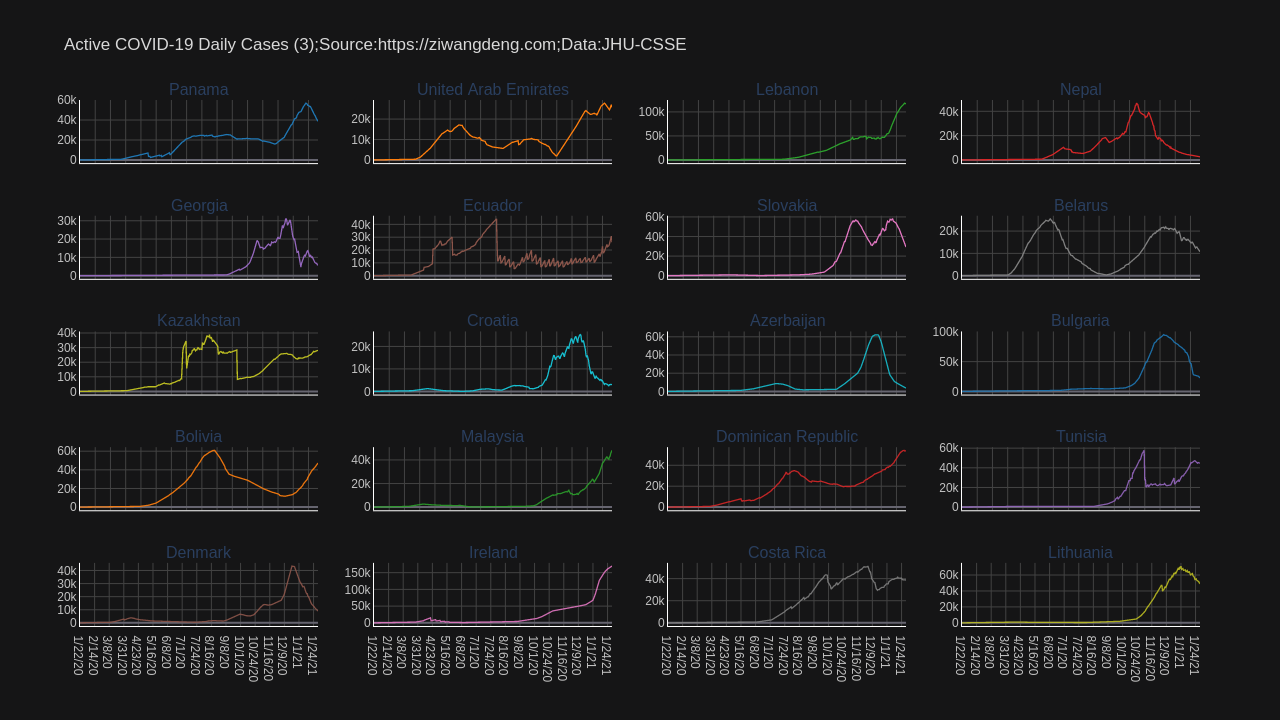 Active COVID-19 Daily Cases (3);Source:https://ziwangdeng.com;Data:JHU-CSSE
Panama
United Arab Emirates
Lebanon
Nepal
60k
40k
20k
0
20k
10k
0
100k
50k
0
40k
20k
0
Georgia
Ecuador
Slovakia
Belarus
30k
20k
10k
0
40k
30k
20k
10k
0
60k
40k
20k
0
20k
10k
0
Kazakhstan
Croatia
Azerbaijan
Bulgaria
40k
30k
20k
10k
0
20k
10k
0
60k
40k
20k
0
100k
50k
0
Bolivia
Malaysia
Dominican Republic
Tunisia
60k
40k
20k
0
40k
20k
0
40k
20k
0
60k
40k
20k
0
Denmark
Ireland
Costa Rica
Lithuania
40k
30k
20k
10k
0
150k
100k
50k
0
40k
20k
0
60k
40k
20k
0
1/22/20
2/14/20
3/8/20
3/31/20
4/23/20
5/16/20
6/8/20
7/1/20
7/24/20
8/16/20
9/8/20
10/1/20
10/24/20
11/16/20
12/9/20
1/1/21
1/24/21
1/22/20
2/14/20
3/8/20
3/31/20
4/23/20
5/16/20
6/8/20
7/1/20
7/24/20
8/16/20
9/8/20
10/1/20
10/24/20
11/16/20
12/9/20
1/1/21
1/24/21
1/22/20
2/14/20
3/8/20
3/31/20
4/23/20
5/16/20
6/8/20
7/1/20
7/24/20
8/16/20
9/8/20
10/1/20
10/24/20
11/16/20
12/9/20
1/1/21
1/24/21
1/22/20
2/14/20
3/8/20
3/31/20
4/23/20
5/16/20
6/8/20
7/1/20
7/24/20
8/16/20
9/8/20
10/1/20
10/24/20
11/16/20
12/9/20
1/1/21
1/24/21